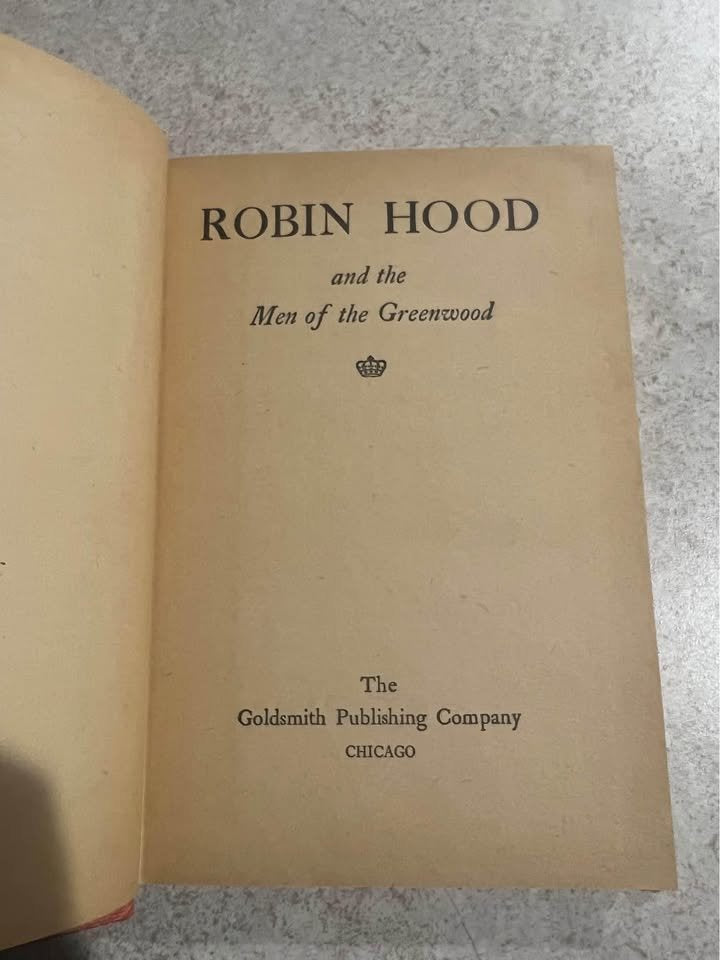 ROBIN HOOD
and the
Men of the Greenwood
The
Goldsmith Publishing Company
CHICAGO